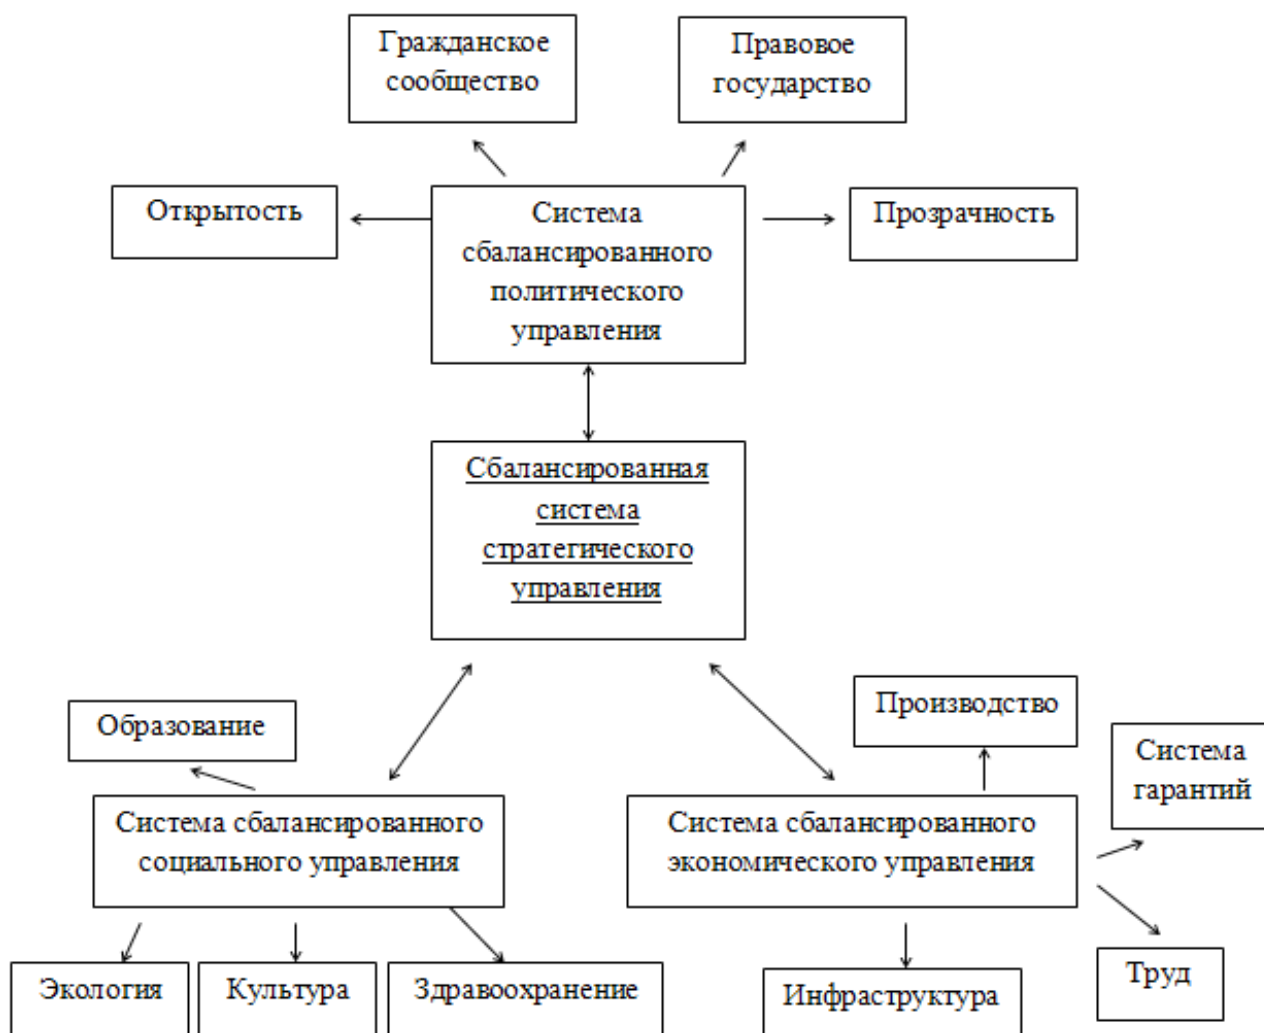 Гражданское
сообщество
Правовое
государство
Открытость
Система
сбалансированного
политического
управления
Прозрачность
Сбалансированная
система
стратегического
управления
Образование
Производство
Система
гарантий
Система сбалансированного
социального управления
Система сбалансированного
экономического управления
Экология
Культура
Здравоохранение
Инфраструктура
Труд